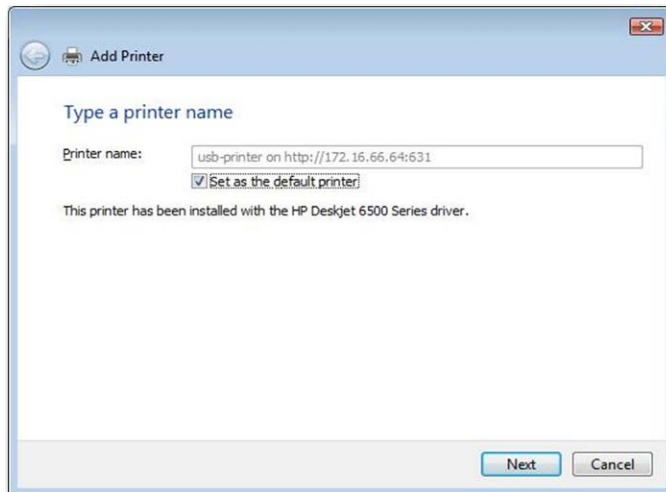 Add Printer
Type a printer name
Printer name:
usb-printer on http://172.16.66.64:631
Set as the default printer
This printer has been installed with the HP Deskjet 6500 Series driver.
Next
Cancel